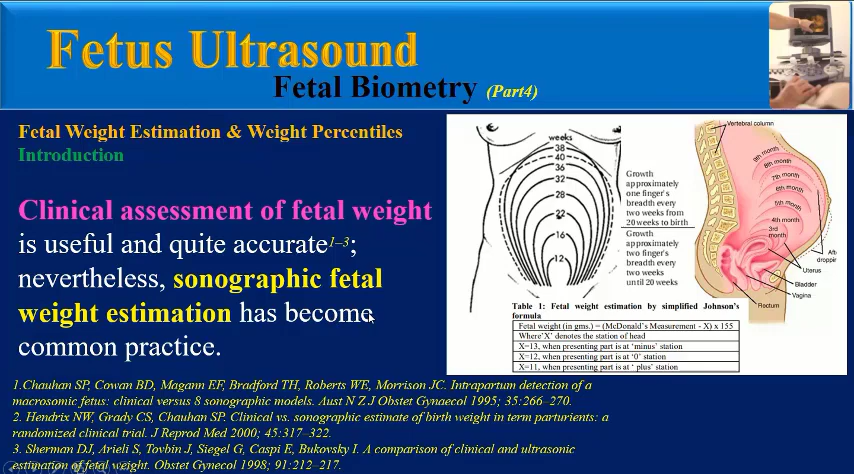 Fetus Ultrasound
Fetal Biometry (Part4)
Fetal Weight Estimation & Weight Percentiles
Introduction
Clinical assessment of fetal weight
is useful and quite accurate 1–3;
nevertheless, sonographic fetal
weight estimation has become
common practice.
weeks
38
40
36
32
28
22
16
12
Growth
approximately
one finger's
breadth every
two weeks from
20 weeks to birth
Growth
approximately
two finger's
breadth every
two weeks
until 20 weeks
Vertebral column
9th month
8th month
7th month
6th month
5th month
4th month
3rd
month
Aft
droppin
Uterus
Bladder
Vagina
Rectum
Table 1: Fetal weight estimation by simplified Johnson's
formula
Fetal weight (in gms.) = (McDonald's Measurement - X) x 155
Where'X' denotes the station of head
X=13, when presenting part is at 'minus' station
X=12, when presenting part is at '0' station
X=11, when presenting part is at ' plus' station
1.Chauhan SP, Cowan BD, Magann EF, Bradford TH, Roberts WE, Morrison JC. Intrapartum detection of a
macrosomic fetus: clinical versus 8 sonographic models. Aust N Z J Obstet Gynaecol 1995; 35:266–270.
2. Hendrix NW, Grady CS, Chauhan SP. Clinical vs. sonographic estimate of birth weight in term parturients: a
randomized clinical trial. J Reprod Med 2000; 45:317–322.
3. Sherman DJ, Arieli S, Tovbin J, Siegel G, Caspi E, Bukovsky I. A comparison of clinical and ultrasonic
estimation of fetal weight. Obstet Gynecol 1998; 91:212–217.